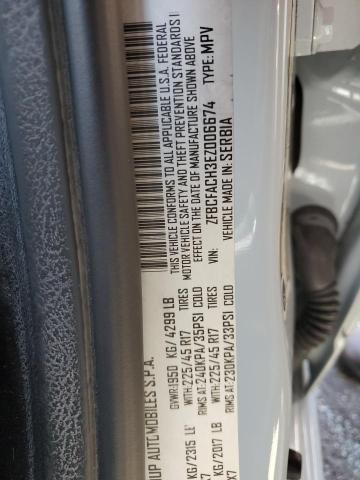 THIS VEHICLE CONFORMS TO ALL APPLICABLE U.S.A. FEDERAL
MOTOR VEHICLE SAFETY AND THEFT PREVENTION STANDARDS I
EFFECT ON THE DATE OF MANUFACTURE SHOWN ABOVE
VIN: ZFBCFACH3EZ006674 TYPE: MPV
VEHICLE MADE IN: SERBIA
OUP AUTOMOBILES S.P.A.
GVWR: 1950 KG/ 4299 LB
KG/2315 LE WITH: 225/45 R17 TIRES
RIMS AT: 240KPA/35PSI COLD
KG/2017 LB WITH: 225/45 R17 TIRES
X7 RIMS AT: 230KPA/33PSI COLD